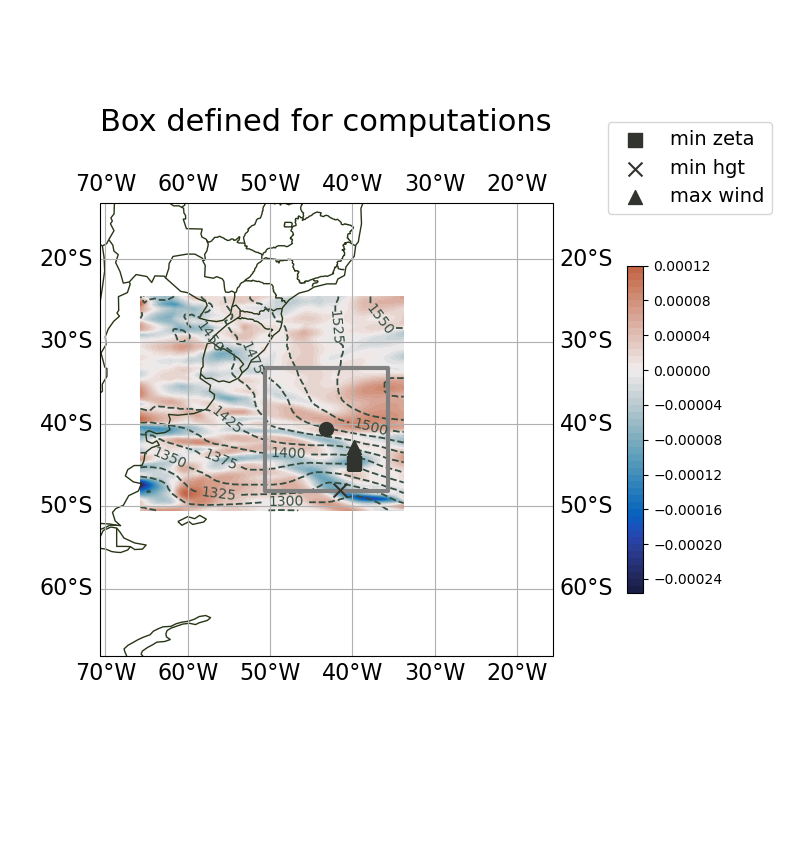 Box defined for computations
min zeta
min hgt
max wind
70°W 60°W 50°W 40°W 30°W 20°W
20°S 20°S
30°S 30°S
40°S 40°S
50°S 50°S
60°S 60°S
70°W 60°W 50°W 40°W 30°W 20°W
1550
1525
1475
1500
1425
1400
1375
1350
1325
1300
0.00012
0.00008
0.00004
0.00000
−0.00004
−0.00008
−0.00012
−0.00016
−0.00020
−0.00024